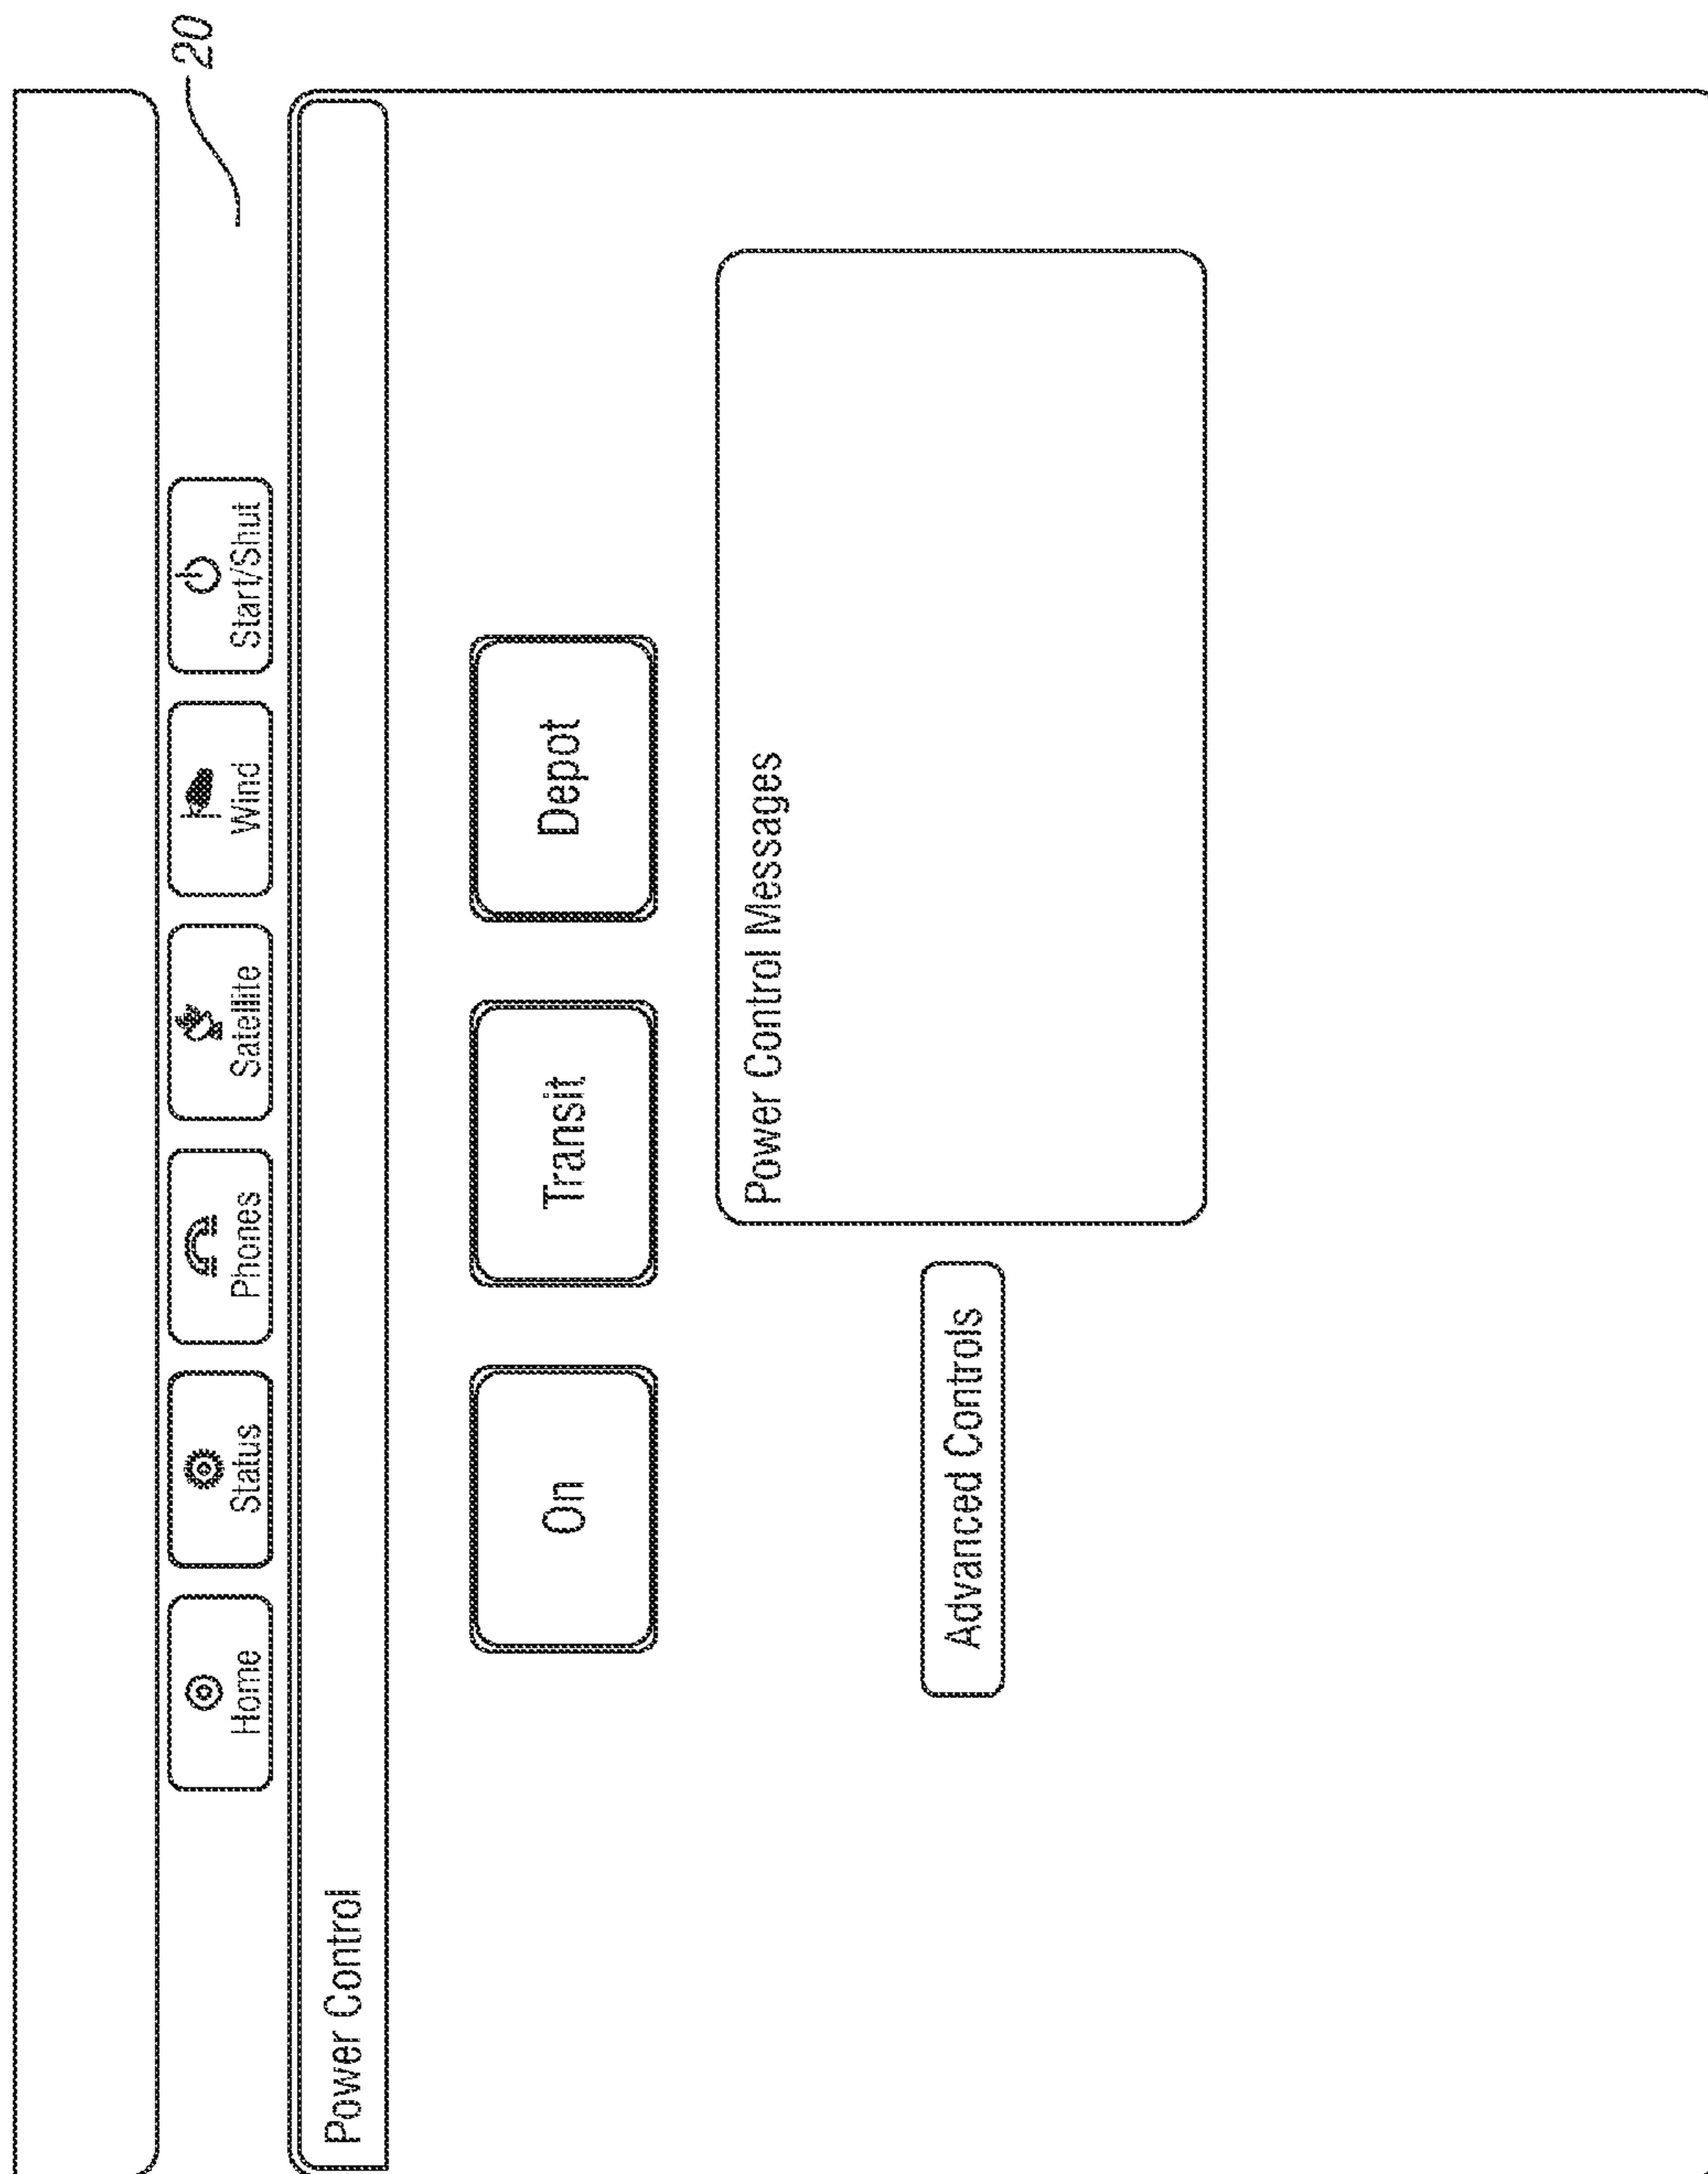 20
Home
Status
Phones
Satellite
Wind
Start/Shut
Power Control
On
Transit
Depot
Power Control Messages
Advanced Controls